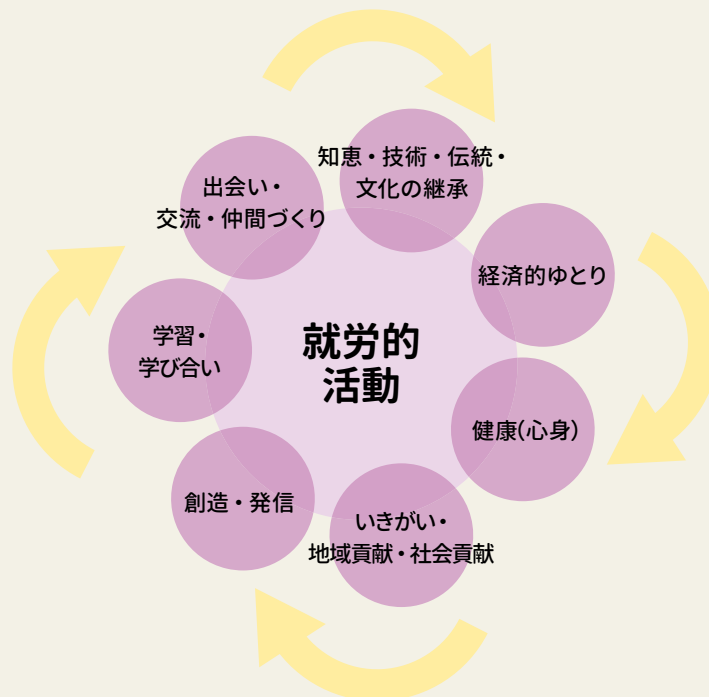 知恵・技術・伝統・
文化の継承
出会い・
交流・仲間づくり
経済的ゆとり
学習・
学び合い
就労的
活動
健康(心身)
創造・発信
いきがい・
地域貢献・社会貢献